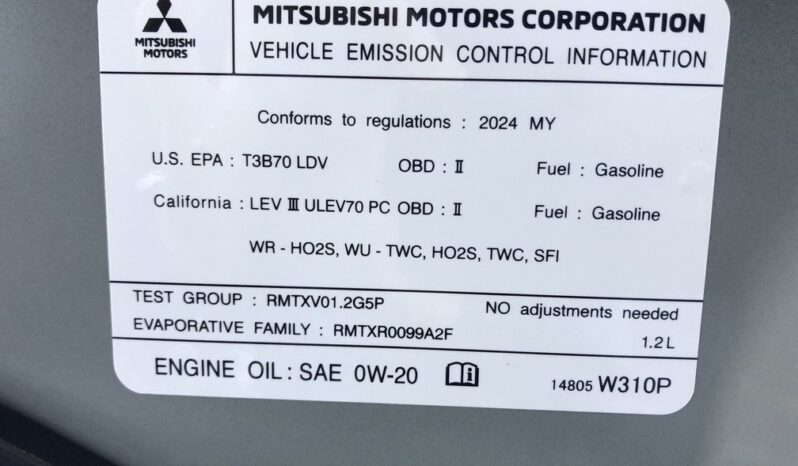 MITSUBISHI MOTORS
MITSUBISHI MOTORS CORPORATION
VEHICLE EMISSION CONTROL INFORMATION
Conforms to regulations : 2024 MY
U.S. EPA : T3B70 LDV OBD : Ⅱ Fuel : Gasoline
California : LEV Ⅲ ULEV70 PC OBD : Ⅱ Fuel : Gasoline
WR - HO2S, WU - TWC, HO2S, TWC, SFI
TEST GROUP : RMTXV01.2G5P NO adjustments needed
EVAPORATIVE FAMILY : RMTXR0099A2F 1.2 L
ENGINE OIL : SAE 0W-20 14805 W310P